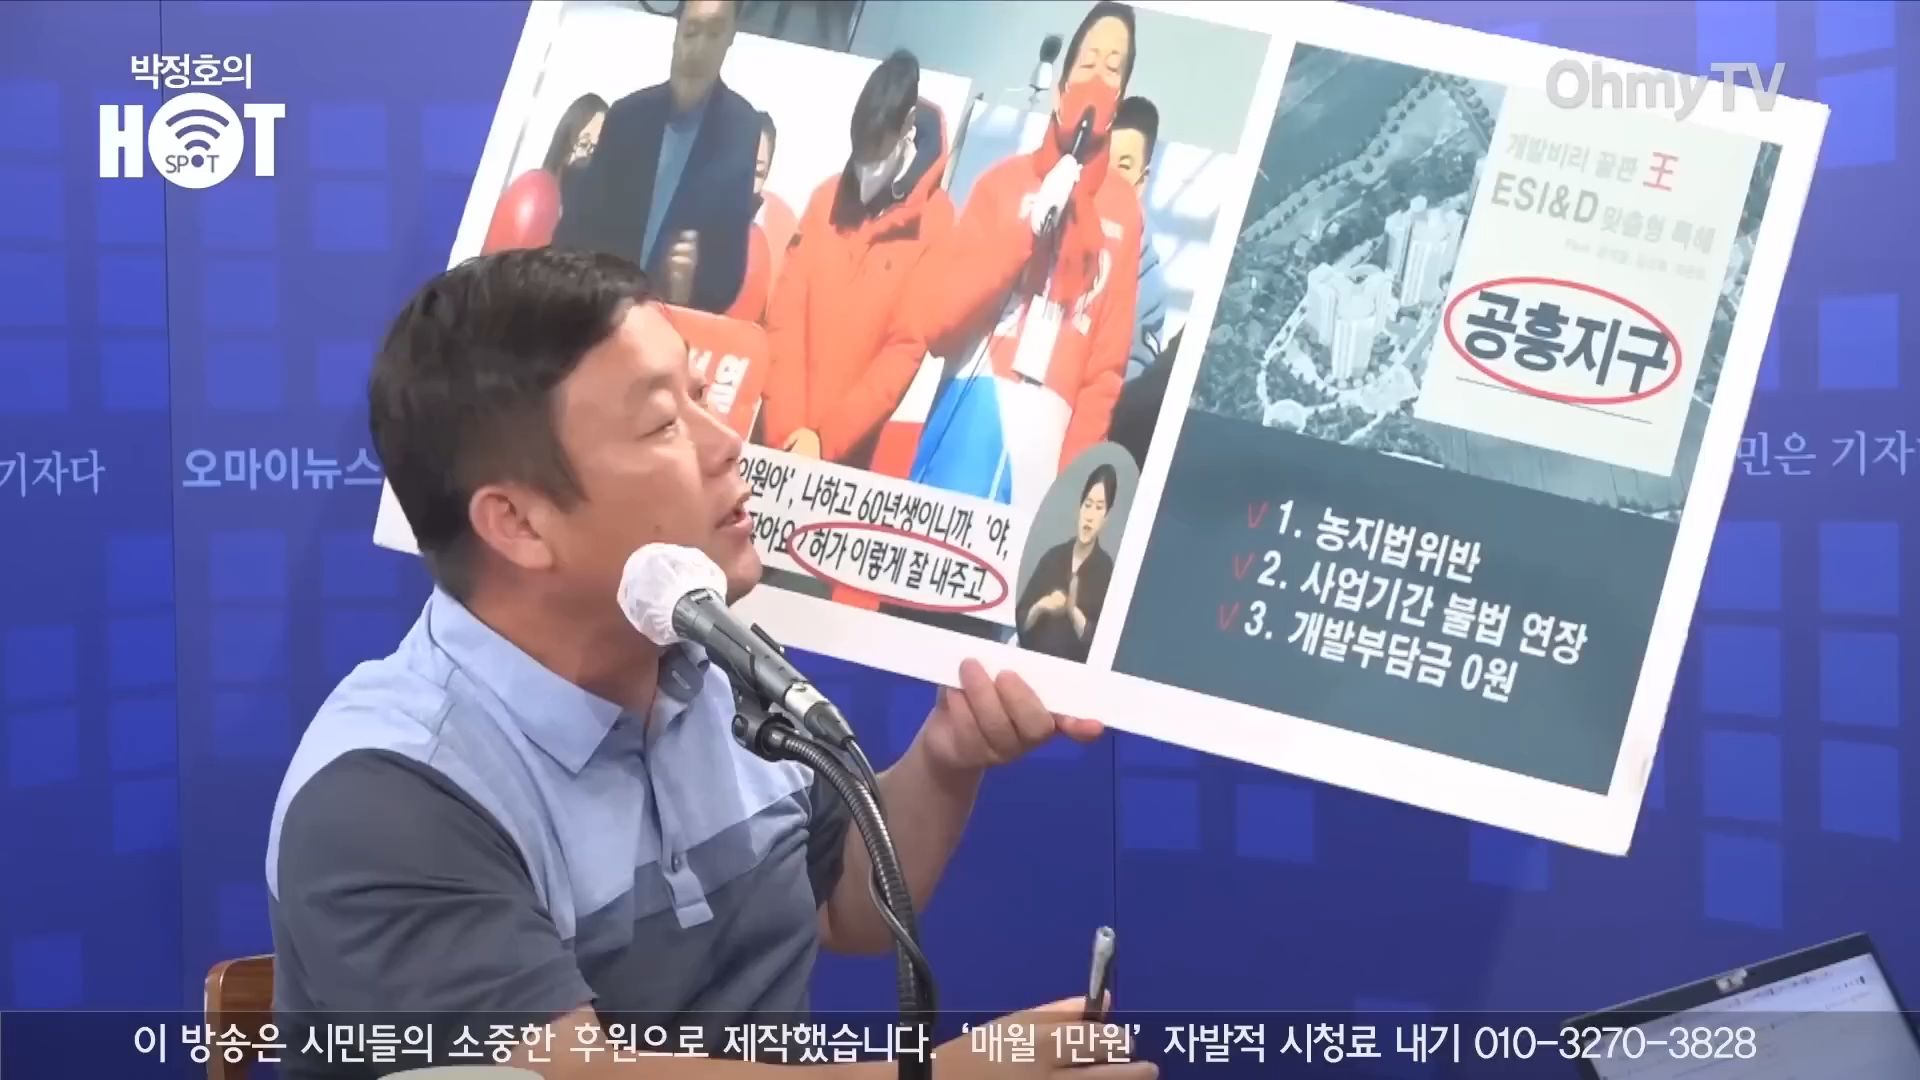 박정호의
HOT
SPOT
OhmyTV
기자다
오마이뉴스
민은 기자
개발비리 끝판 王
ESI&D 맞춤형 특혜
공흥지구
1. 농지법위반
2. 사업기간 불법 연장
3. 개발부담금 0원
의원아', 나하고 60년생이니까. '야,
잖아요? 허가 이렇게 잘 내주고.
이 방송은 시민들의 소중한 후원으로 제작했습니다. '매월 1만원' 자발적 시청료 내기 010-3270-3828